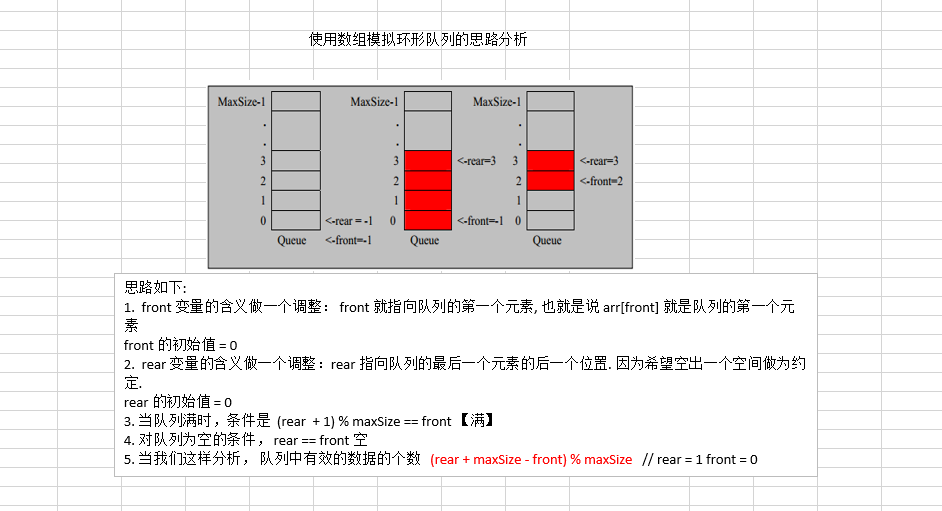 使用数组模拟环形队列的思路分析
MaxSize-1 MaxSize-1 MaxSize-1
. . .
. . .
3 3 <-rear=3 3 <-rear=3
2 2 2 <-front=2
1 1 1
0 <-rear = -1 0 <-front=-1 0
Queue <-front=-1 Queue Queue
思路如下:
1. front 变量的含义做一个调整： front 就指向队列的第一个元素, 也就是说 arr[front] 就是队列的第一个元
素
front 的初始值 = 0
2. rear 变量的含义做一个调整：rear 指向队列的最后一个元素的后一个位置. 因为希望空出一个空间做为约
定.
rear 的初始值 = 0
3. 当队列满时，条件是 (rear + 1) % maxSize == front 【满】
4. 对队列为空的条件， rear == front 空
5. 当我们这样分析， 队列中有效的数据的个数 (rear + maxSize - front) % maxSize // rear = 1 front = 0